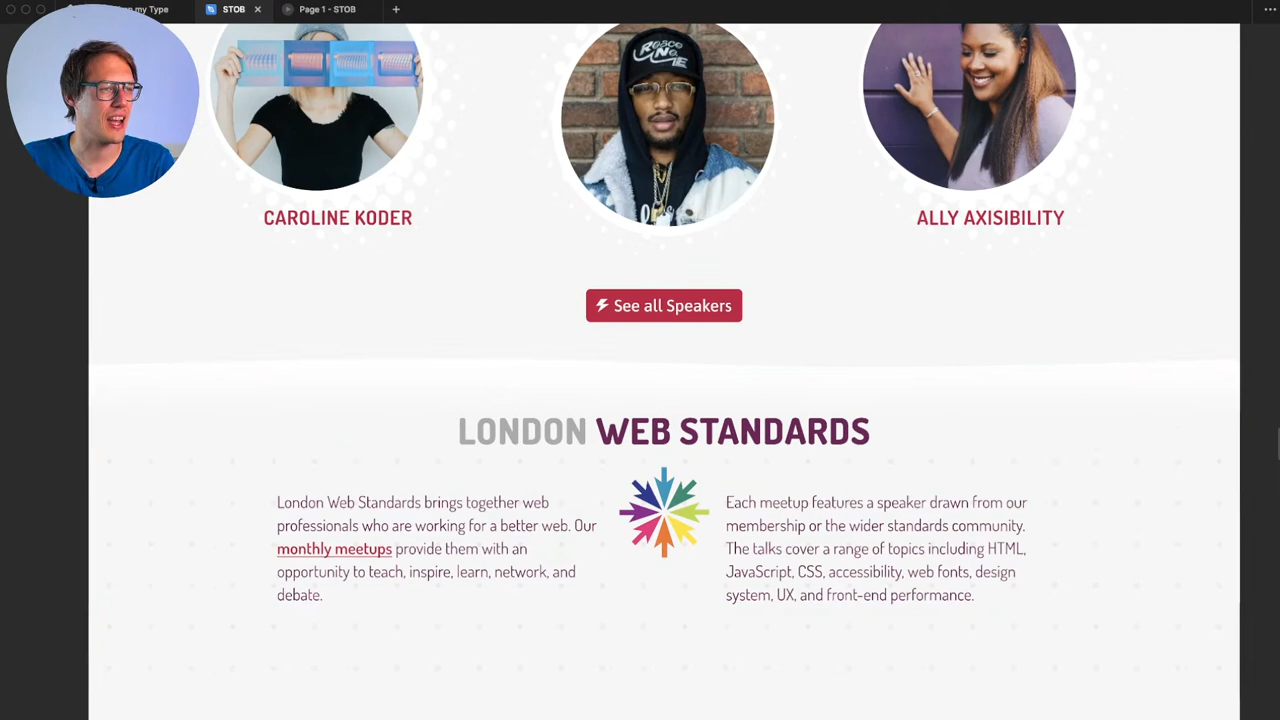 my Type
STOB
Page 1 - STOB
ROSCO
NO
IE
CAROLINE KODER
ALLY AXISIBILITY
See all Speakers
LONDON WEB STANDARDS
London Web Standards brings together web
professionals who are working for a better web. Our
monthly meetups provide them with an
opportunity to teach, inspire, learn, network, and
debate.
Each meetup features a speaker drawn from our
membership or the wider standards community.
The talks cover a range of topics including HTML,
JavaScript, CSS, accessibility, web fonts, design
system, UX, and front-end performance.